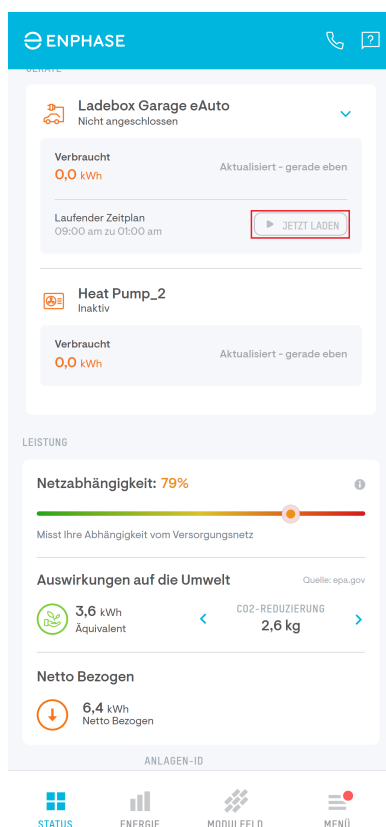 ENPHASE
GERÄTE
Ladebox Garage eAuto
Nicht angeschlossen
Verbraucht
0,0 kWh
Aktualisiert - gerade eben
Laufender Zeitplan
09:00 am zu 01:00 am
JETZT LADEN
Heat Pump_2
Inaktiv
Verbraucht
0,0 kWh
Aktualisiert - gerade eben
LEISTUNG
Netzabhängigkeit: 79%
Misst Ihre Abhängigkeit vom Versorgungsnetz
Auswirkungen auf die Umwelt
Quelle: epa.gov
3,6 kWh
Äquivalent
CO2-REDUZIERUNG
2,6 kg
Netto Bezogen
6,4 kWh
Netto Bezogen
ANLAGEN-ID
STATUS
ENERGIE
MODULFELD
MENÜ